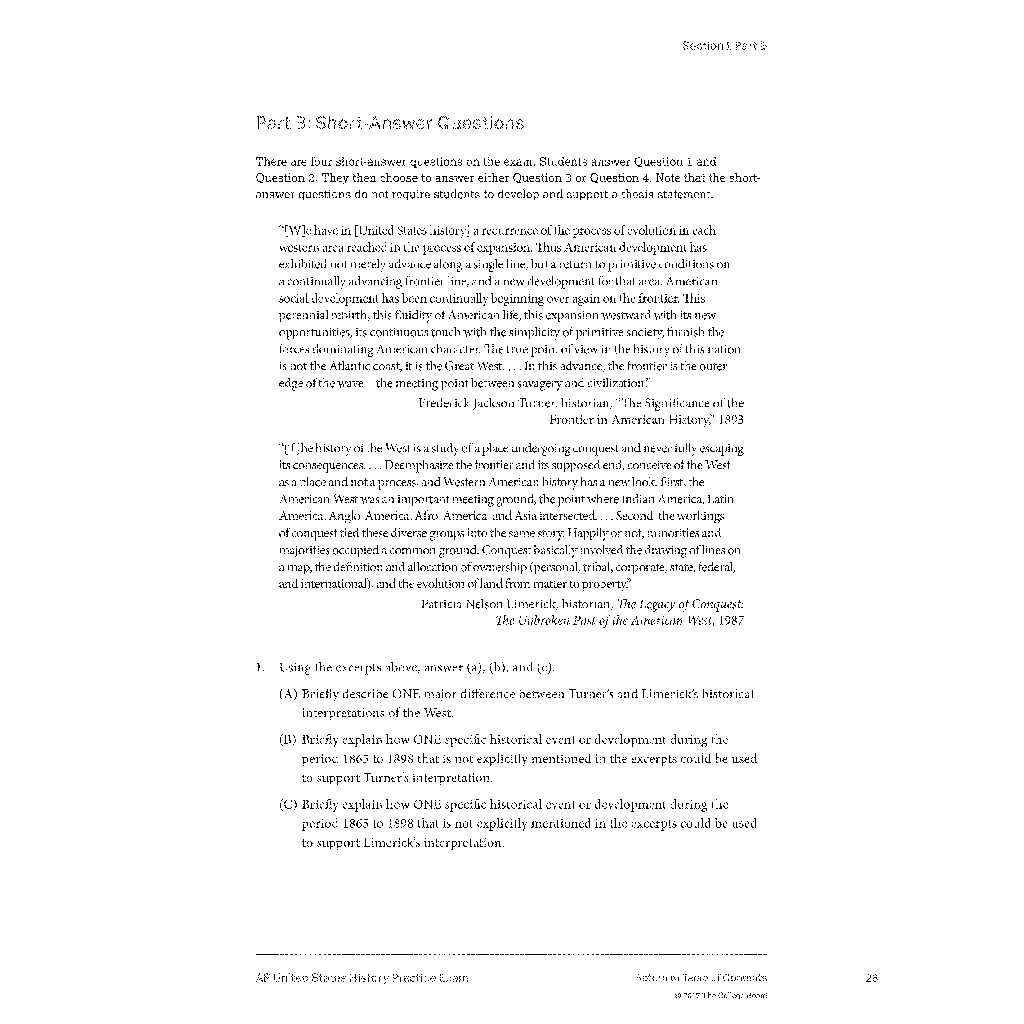 Section I, Part B
Part B: Short-Answer Questions
There are four short-answer questions on the exam. Students answer Question 1 and
Question 2. They then choose to answer either Question 3 or Question 4. Note that the short-
answer questions do not require students to develop and support a thesis statement.
“[W]e have in [United States history] a recurrence of the process of evolution in each
western area reached in the process of expansion. Thus American development has
exhibited not merely advance along a single line, but a return to primitive conditions on
a continually advancing frontier line, and a new development for that area. American
social development has been continually beginning over again on the frontier. This
perennial rebirth, this fluidity of American life, this expansion westward with its new
opportunities, its continuous touch with the simplicity of primitive society, furnish the
forces dominating American character. The true point of view in the history of this nation
is not the Atlantic coast, it is the Great West. . . . In this advance, the frontier is the outer
edge of the wave—the meeting point between savagery and civilization.”
Frederick Jackson Turner, historian, “The Significance of the
Frontier in American History,” 1893
“[T]he history of the West is a study of a place undergoing conquest and never fully escaping
its consequences. . . . Deemphasize the frontier and its supposed end, conceive of the West
as a place and not a process, and Western American history has a new look. First, the
American West was an important meeting ground, the point where Indian America, Latin
America, Anglo-America, Afro-America, and Asia intersected. . . . Second, the workings
of conquest tied these diverse groups into the same story. Happily or not, minorities and
majorities occupied a common ground. Conquest basically involved the drawing of lines on
a map, the definition and allocation of ownership (personal, tribal, corporate, state, federal,
and international), and the evolution of land from matter to property.”
Patricia Nelson Limerick, historian, The Legacy of Conquest:
The Unbroken Past of the American West, 1987
1. Using the excerpts above, answer (a), (b), and (c).
(A) Briefly describe ONE major difference between Turner’s and Limerick’s historical
interpretations of the West.
(B) Briefly explain how ONE specific historical event or development during the
period 1865 to 1898 that is not explicitly mentioned in the excerpts could be used
to support Turner’s interpretation.
(C) Briefly explain how ONE specific historical event or development during the
period 1865 to 1898 that is not explicitly mentioned in the excerpts could be used
to support Limerick’s interpretation.
AP United States History Practice Exam
Return to Table of Contents
© 2017 The College Board